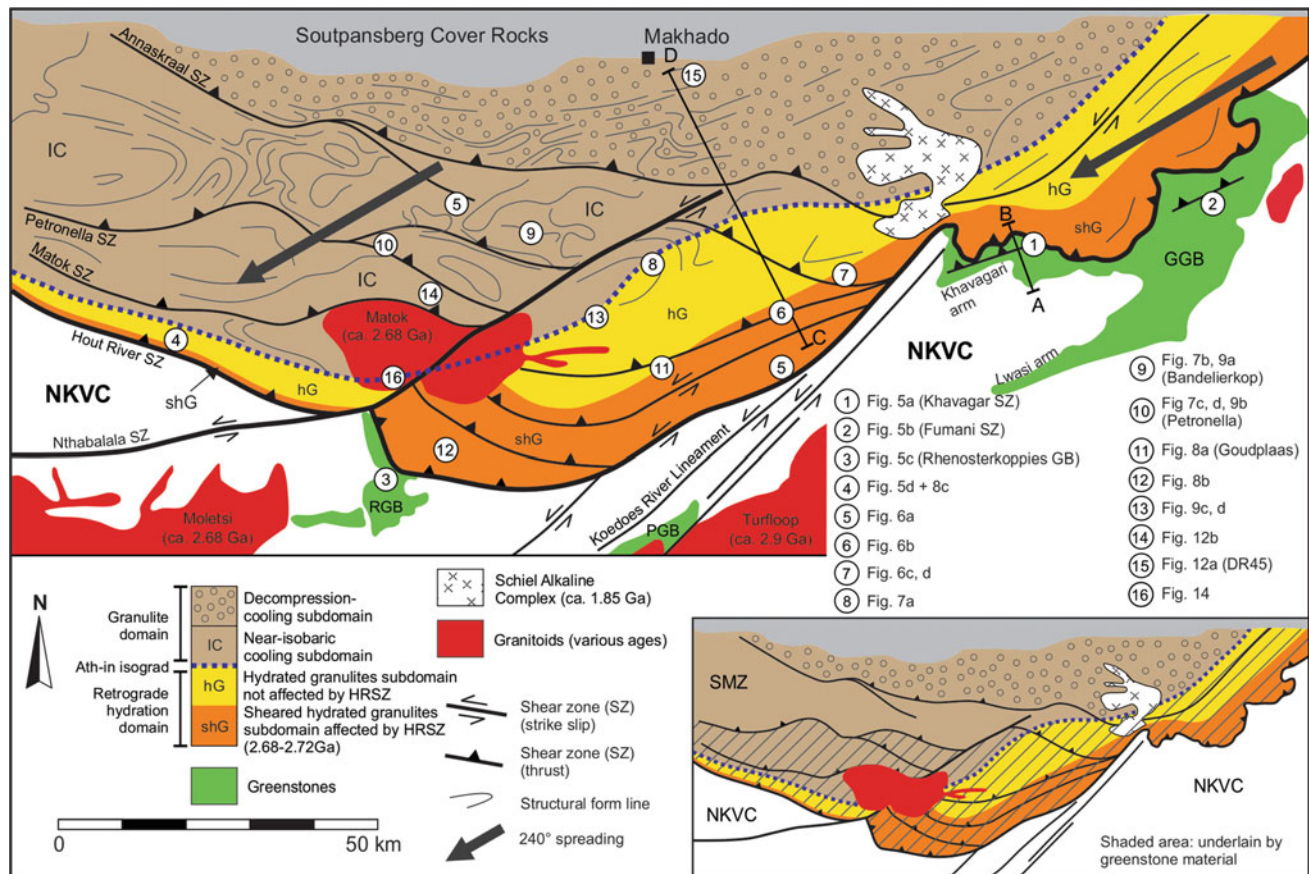 Soutpansberg Cover Rocks
Makhado
D
15
Annaskraal SZ
IC
5
9
IC
10
Petronella SZ
Matok SZ
IC
14
8
7
hG
B
shG
1
2
GGB
Khavagari
arm
A
Matok
(ca. 2.68 Ga)
13
hG
6
C
Hout River SZ
4
NKVC
shG
hG
16
11
5
NKVC
Lwasi arm
Nthabalala SZ
shG
12
3
RGB
Koedoes River Lineament
Moletsi
(ca. 2.68 Ga)
PGB
Turfloop
(ca. 2.9 Ga)
1 Fig. 5a (Khavagar SZ)
2 Fig. 5b (Fumani SZ)
3 Fig. 5c (Rhenosterkoppies GB)
4 Fig. 5d + 8c
5 Fig. 6a
6 Fig. 6b
7 Fig. 6c, d
8 Fig. 7a
9 Fig. 7b, 9a
(Bandelierkop)
10 Fig 7c, d, 9b
(Petronella)
11 Fig. 8a (Goudplaas)
12 Fig. 8b
13 Fig. 9c, d
14 Fig. 12b
15 Fig. 12a (DR45)
16 Fig. 14
N
Granulite
domain
Decompression-
cooling subdomain
IC
Near-isobaric
cooling subdomain
Ath-in isograd
Retrograde
hydration
domain
hG
Hydrated granulites subdomain
not affected by HRSZ
shG
Sheared hydrated granulites
subdomain affected by HRSZ
(2.68-2.72Ga)
Greenstones
0
50 km
Schiel Alkaline
Complex (ca. 1.85 Ga)
Granitoids (various ages)
Shear zone (SZ)
(strike slip)
Shear zone (SZ)
(thrust)
Structural form line
240° spreading
SMZ
NKVC
NKVC
Shaded area: underlain by
greenstone material